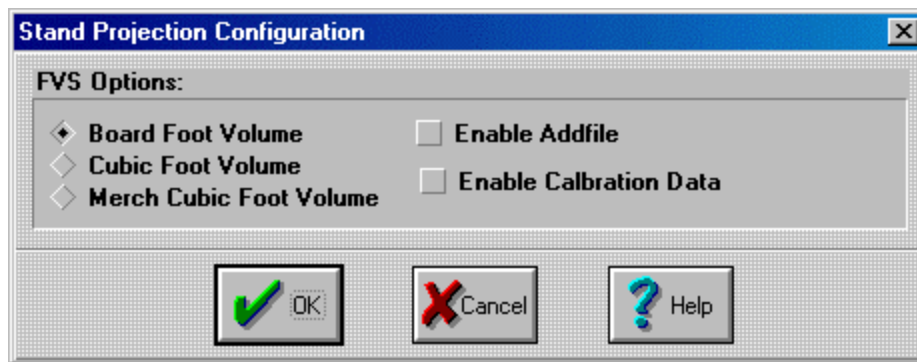 Stand Projection Configuration
FVS Options:
Board Foot Volume
Cubic Foot Volume
Merch Cubic Foot Volume
Enable Addfile
Enable Calbration Data
OK
Cancel
Help